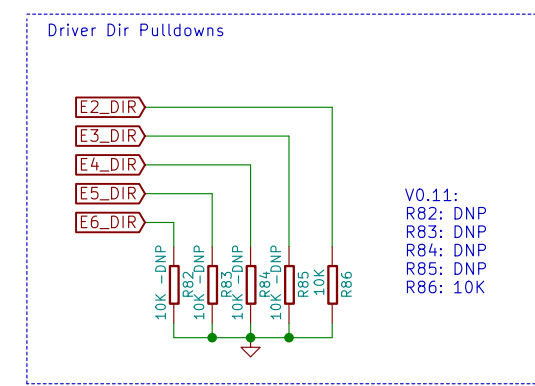 Driver Dir Pulldowns
E2_DIR
E3_DIR
E4_DIR
E5_DIR
E6_DIR
10K -DNP
R82
10K -DNP
R83
10K -DNP
R84
10K -DNP
R85
10K
R86
V0.11:
R82: DNP
R83: DNP
R84: DNP
R85: DNP
R86: 10K